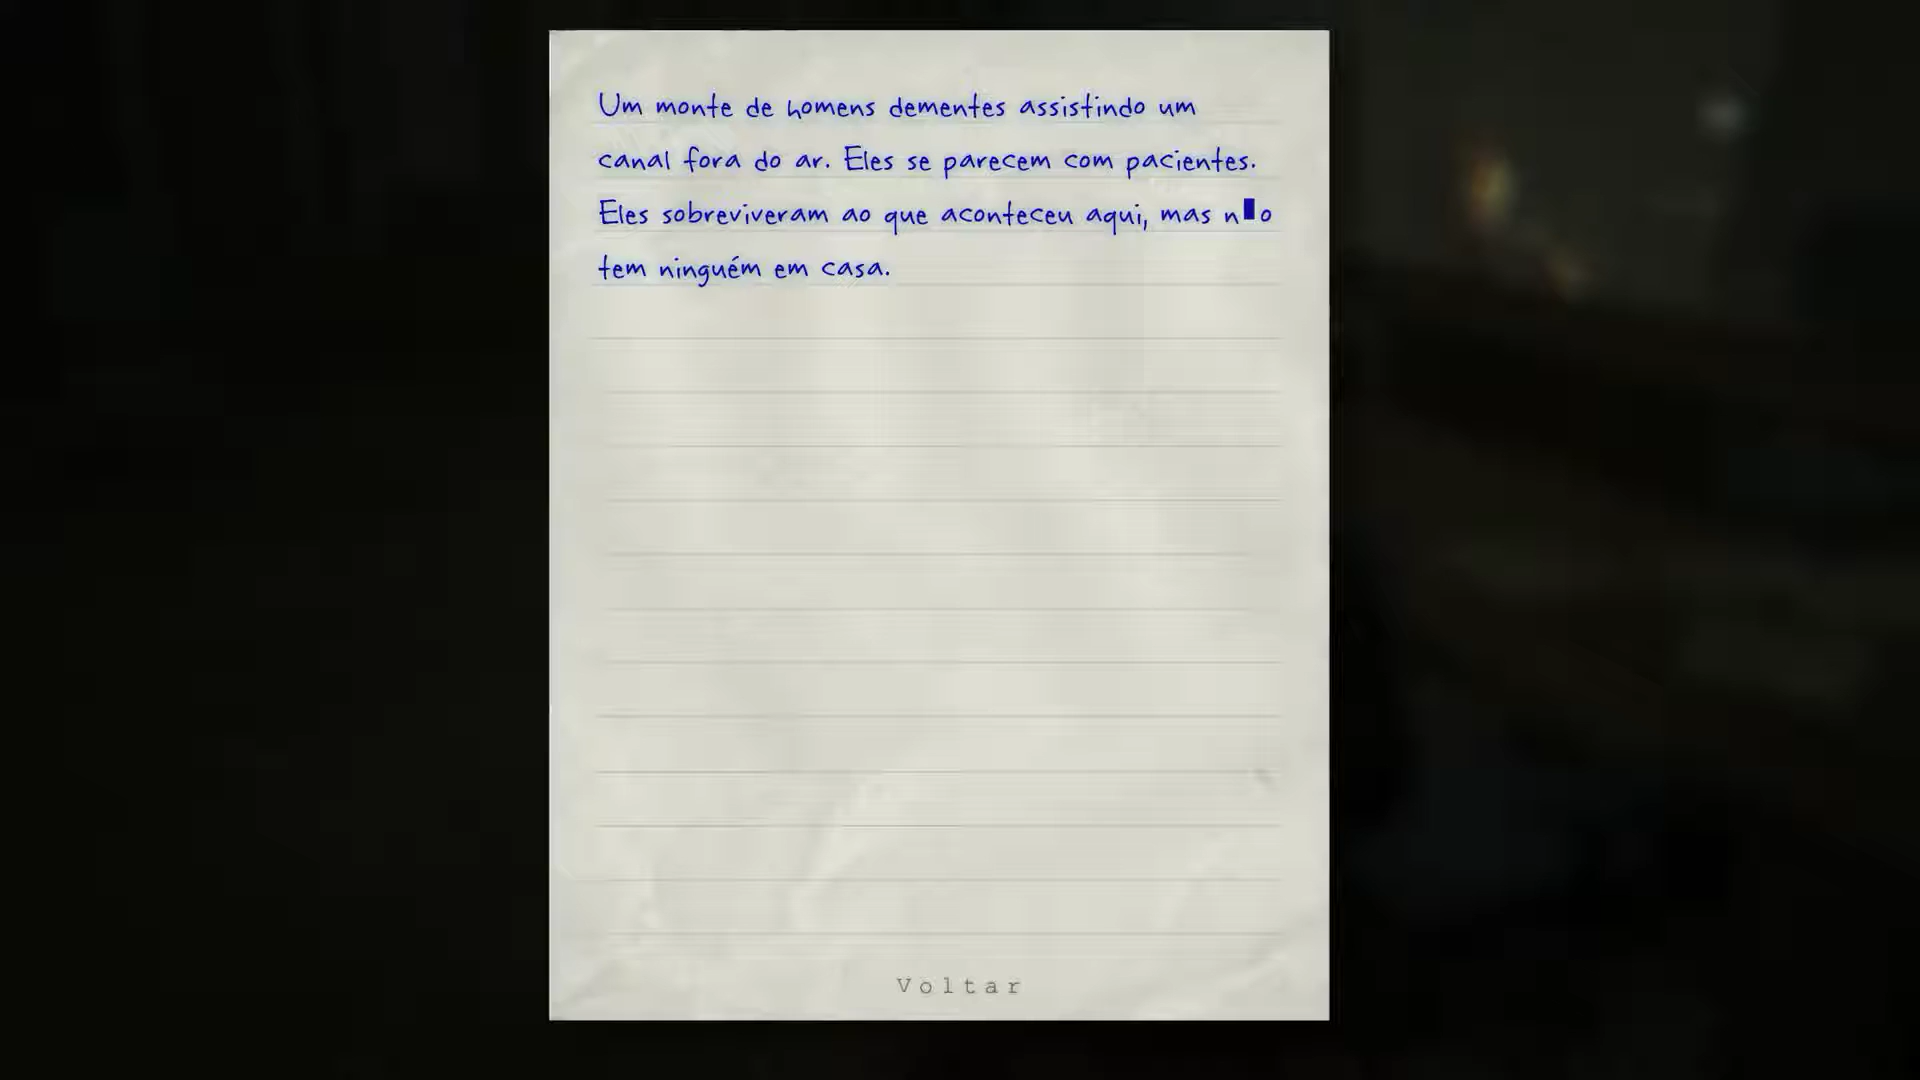 Um monte de homens dementes assistindo um
canal fora do ar. Eles se parecem com pacientes.
Eles sobreviveram ao que aconteceu aqui, mas n▮o
tem ninguém em casa.
Voltar